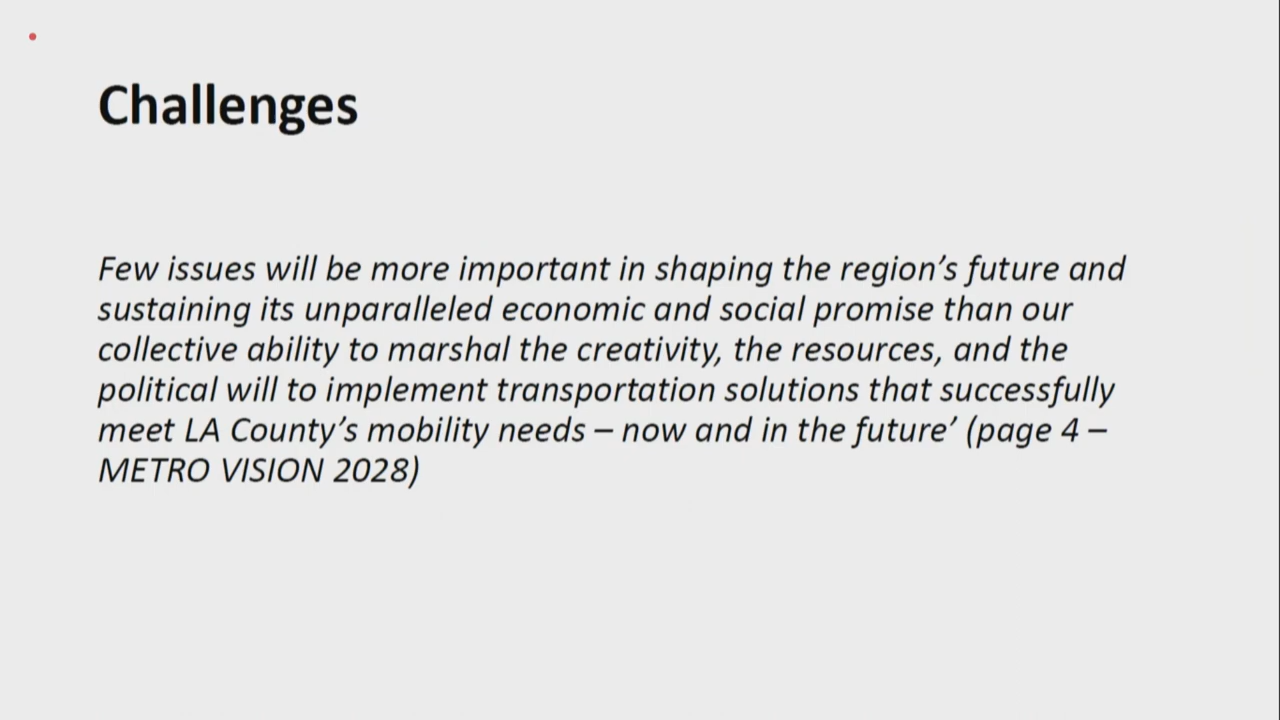 Challenges
Few issues will be more important in shaping the region’s future and
sustaining its unparalleled economic and social promise than our
collective ability to marshal the creativity, the resources, and the
political will to implement transportation solutions that successfully
meet LA County’s mobility needs – now and in the future’ (page 4 –
METRO VISION 2028)